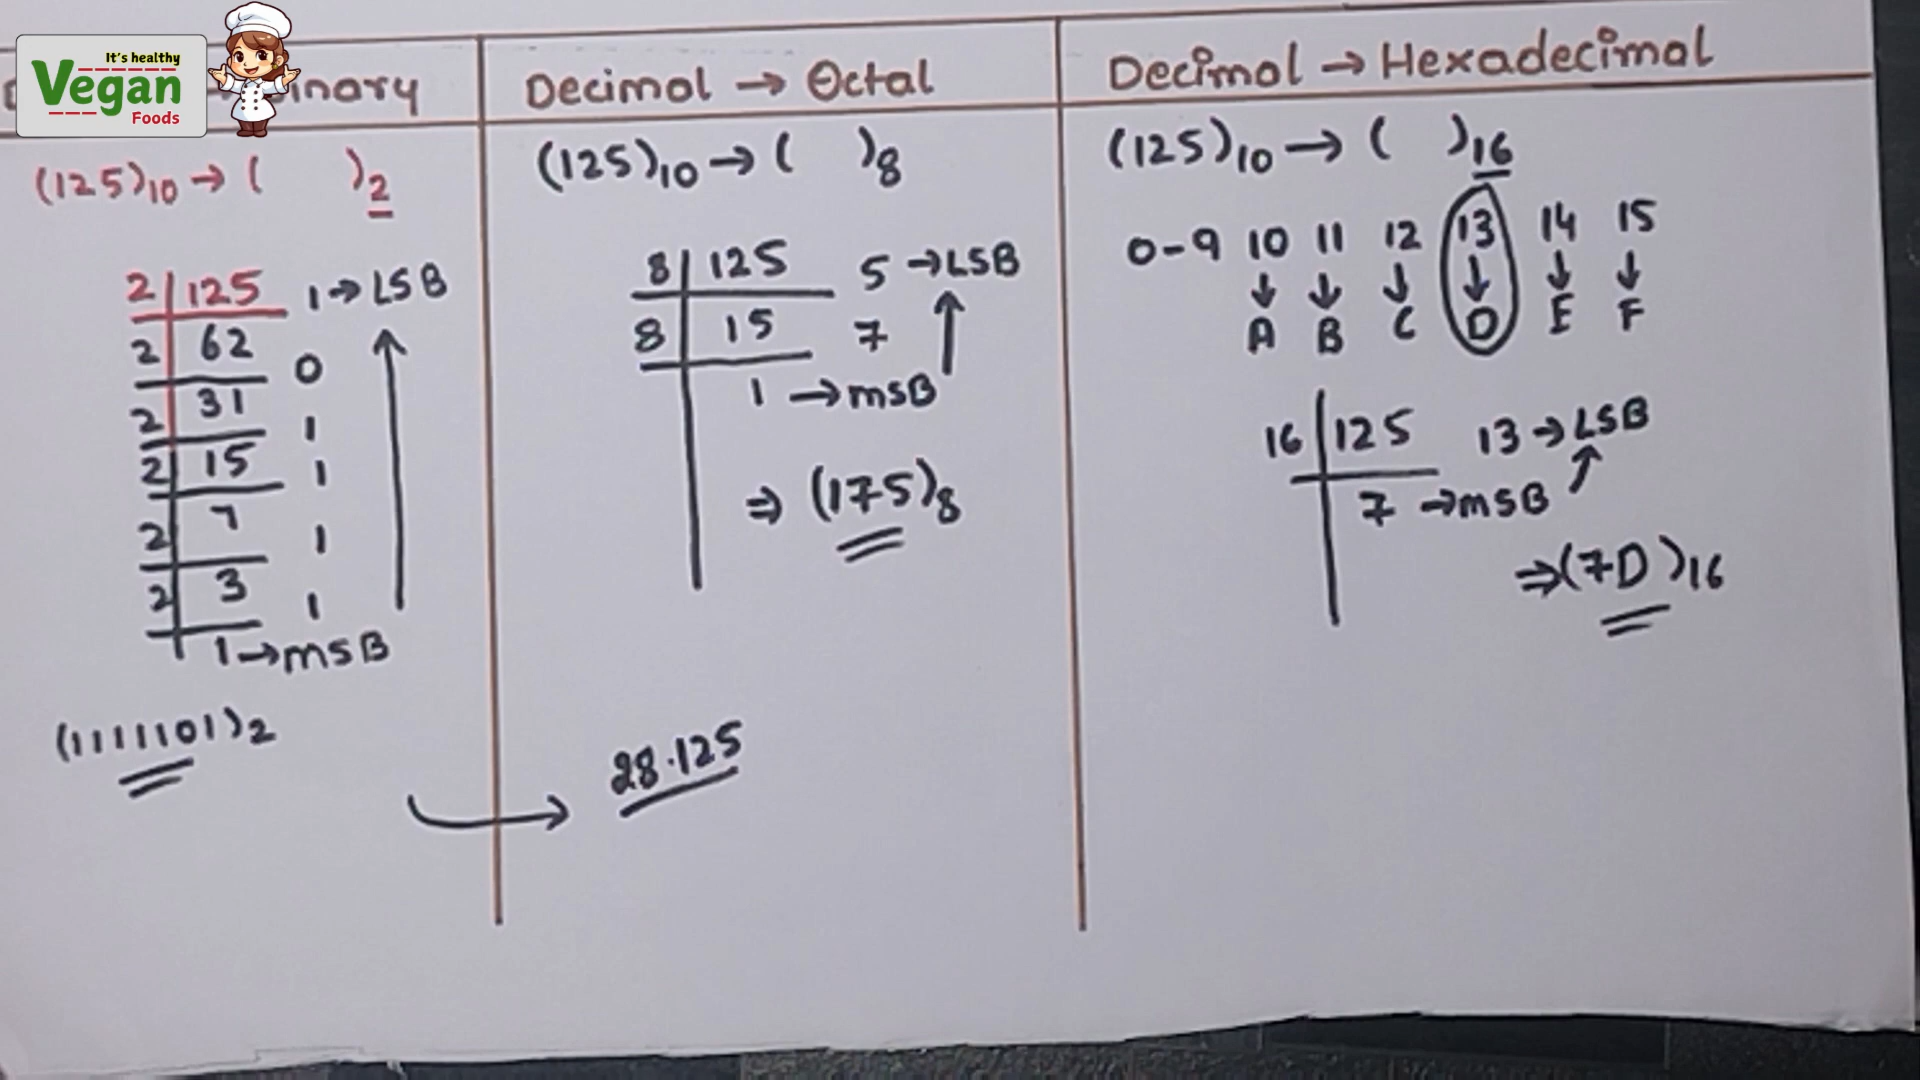 It's healthy
Vegan
Foods
inary
(125)10 → ( )2
2 125 1 → LSB
2 62 0
2 31 1
2 15 1
2 7 1
2 3 1
1 → mSB
(1111101)2
Decimal → Octal
(125)10 → ( )8
8 125 5 → LSB
8 15 7
1 → mSB
⇒ (175)8
28.125
Decimal → Hexadecimal
(125)10 → ( )16
0-9 10 11 12 13 14 15
↓ ↓ ↓ ↓ ↓ ↓
A B C D E F
16 125 13 → LSB
7 → mSB
⇒ (7D)16